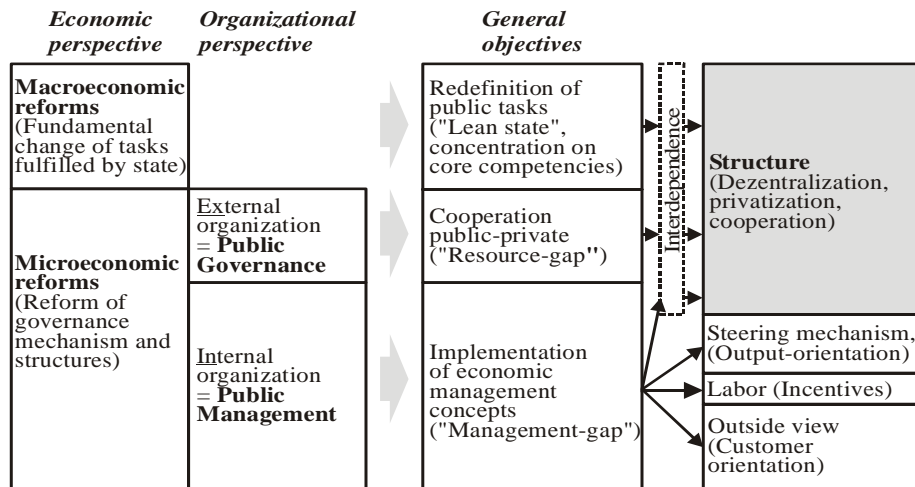 Economic
perspective
Organizational
perspective
General
objectives
Macroeconomic
reforms
(Fundamental
change of tasks
fulfilled by state)
Microeconomic
reforms
(Reform of
governance
mechanism and
structures)
External
organization
= Public
Governance
Internal
organization
= Public
Management
Redefinition of
public tasks
("Lean state",
concentration on
core competencies)
Cooperation
public-private
("Resource-gap")
Implementation
of economic
management
concepts
("Management-gap")
Interdependence
Structure
(Dezentralization,
privatization,
cooperation)
Steering mechanism,
(Output-orientation)
Labor (Incentives)
Outside view
(Customer
orientation)